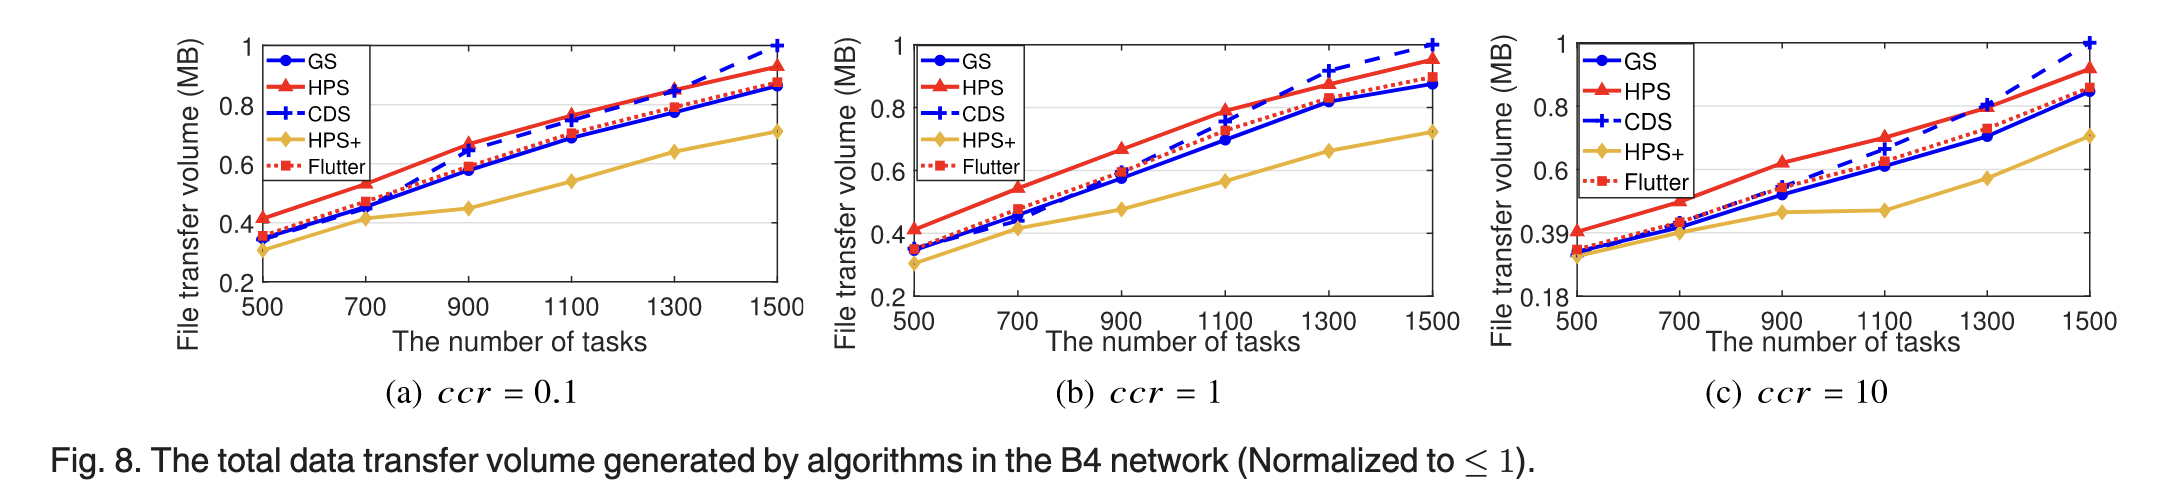 File transfer volume (MB)
1
0.8
0.6
0.4
0.2
GS
HPS
CDS
HPS+
Flutter
500 700 900 1100 1300 1500
The number of tasks
(a) ccr = 0.1
File transfer volume (MB)
1
0.8
0.6
0.4
0.2
GS
HPS
CDS
HPS+
Flutter
500 700 900 1100 1300 1500
The number of tasks
(b) ccr = 1
File transfer volume (MB)
1
0.8
0.6
0.39
0.18
GS
HPS
CDS
HPS+
Flutter
500 700 900 1100 1300 1500
The number of tasks
(c) ccr = 10
Fig. 8. The total data transfer volume generated by algorithms in the B4 network (Normalized to ≤ 1).